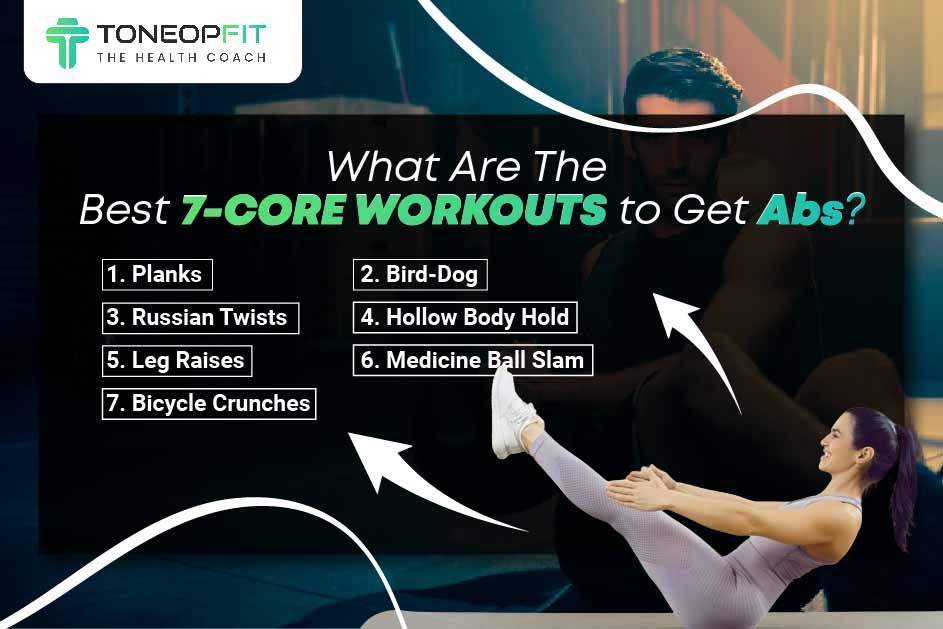 TONEOPFIT
THE HEALTH COACH
What Are The
Best 7-CORE WORKOUTS to Get Abs?
1. Planks
2. Bird-Dog
3. Russian Twists
4. Hollow Body Hold
5. Leg Raises
6. Medicine Ball Slam
7. Bicycle Crunches